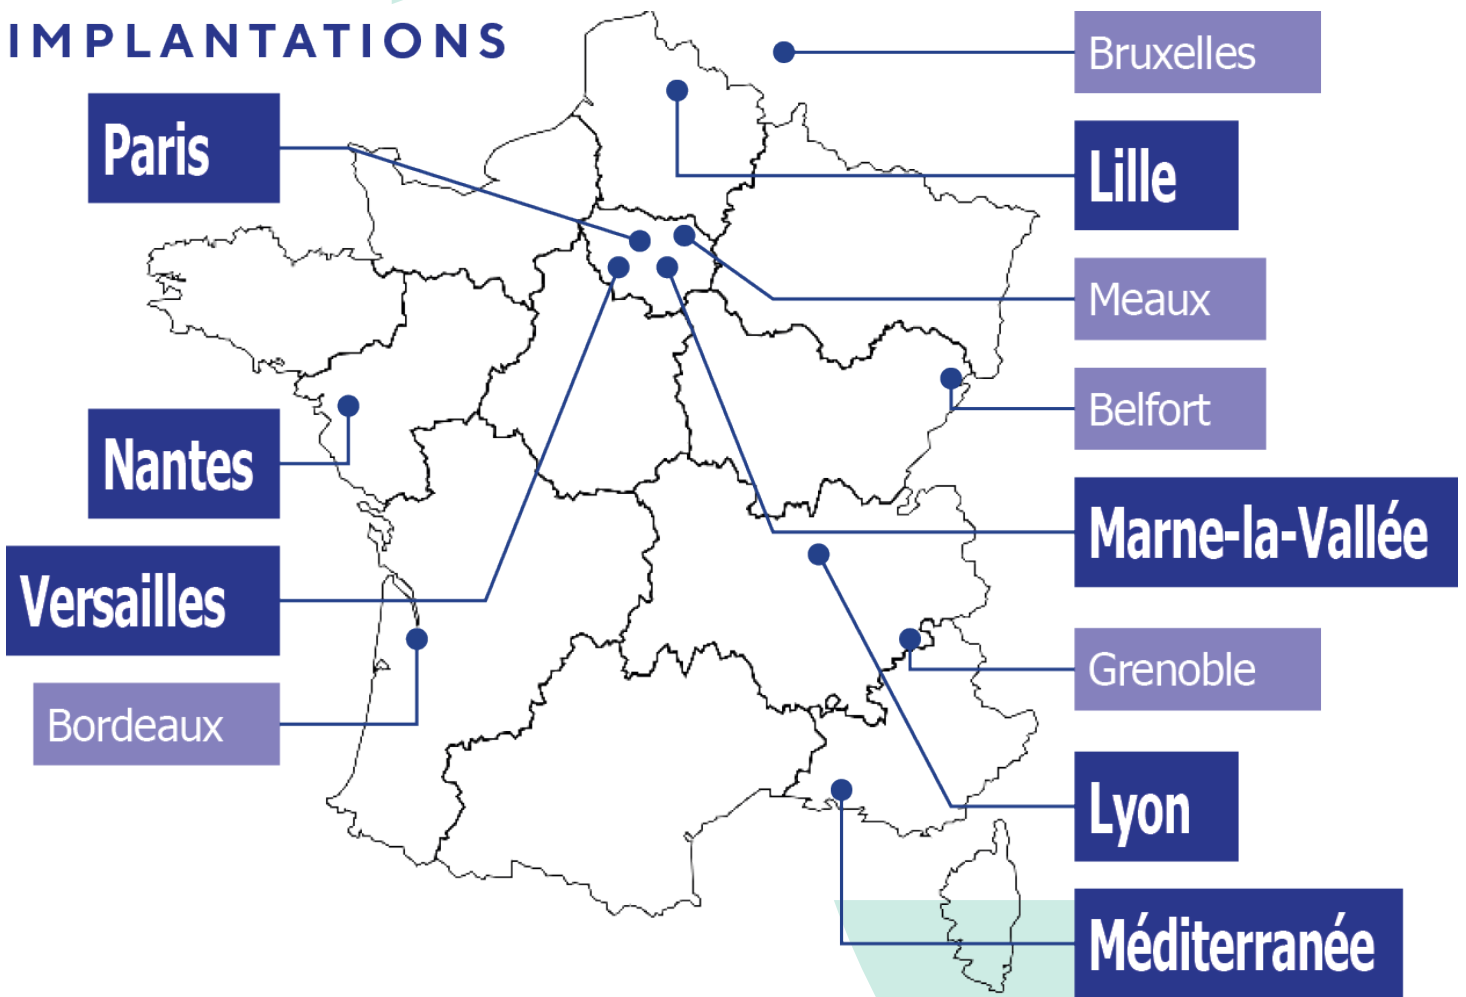 IMPLANTATIONS
Paris
Nantes
Versailles
Bordeaux
Bruxelles
Lille
Meaux
Belfort
Marne-la-Vallée
Grenoble
Lyon
Méditerranée